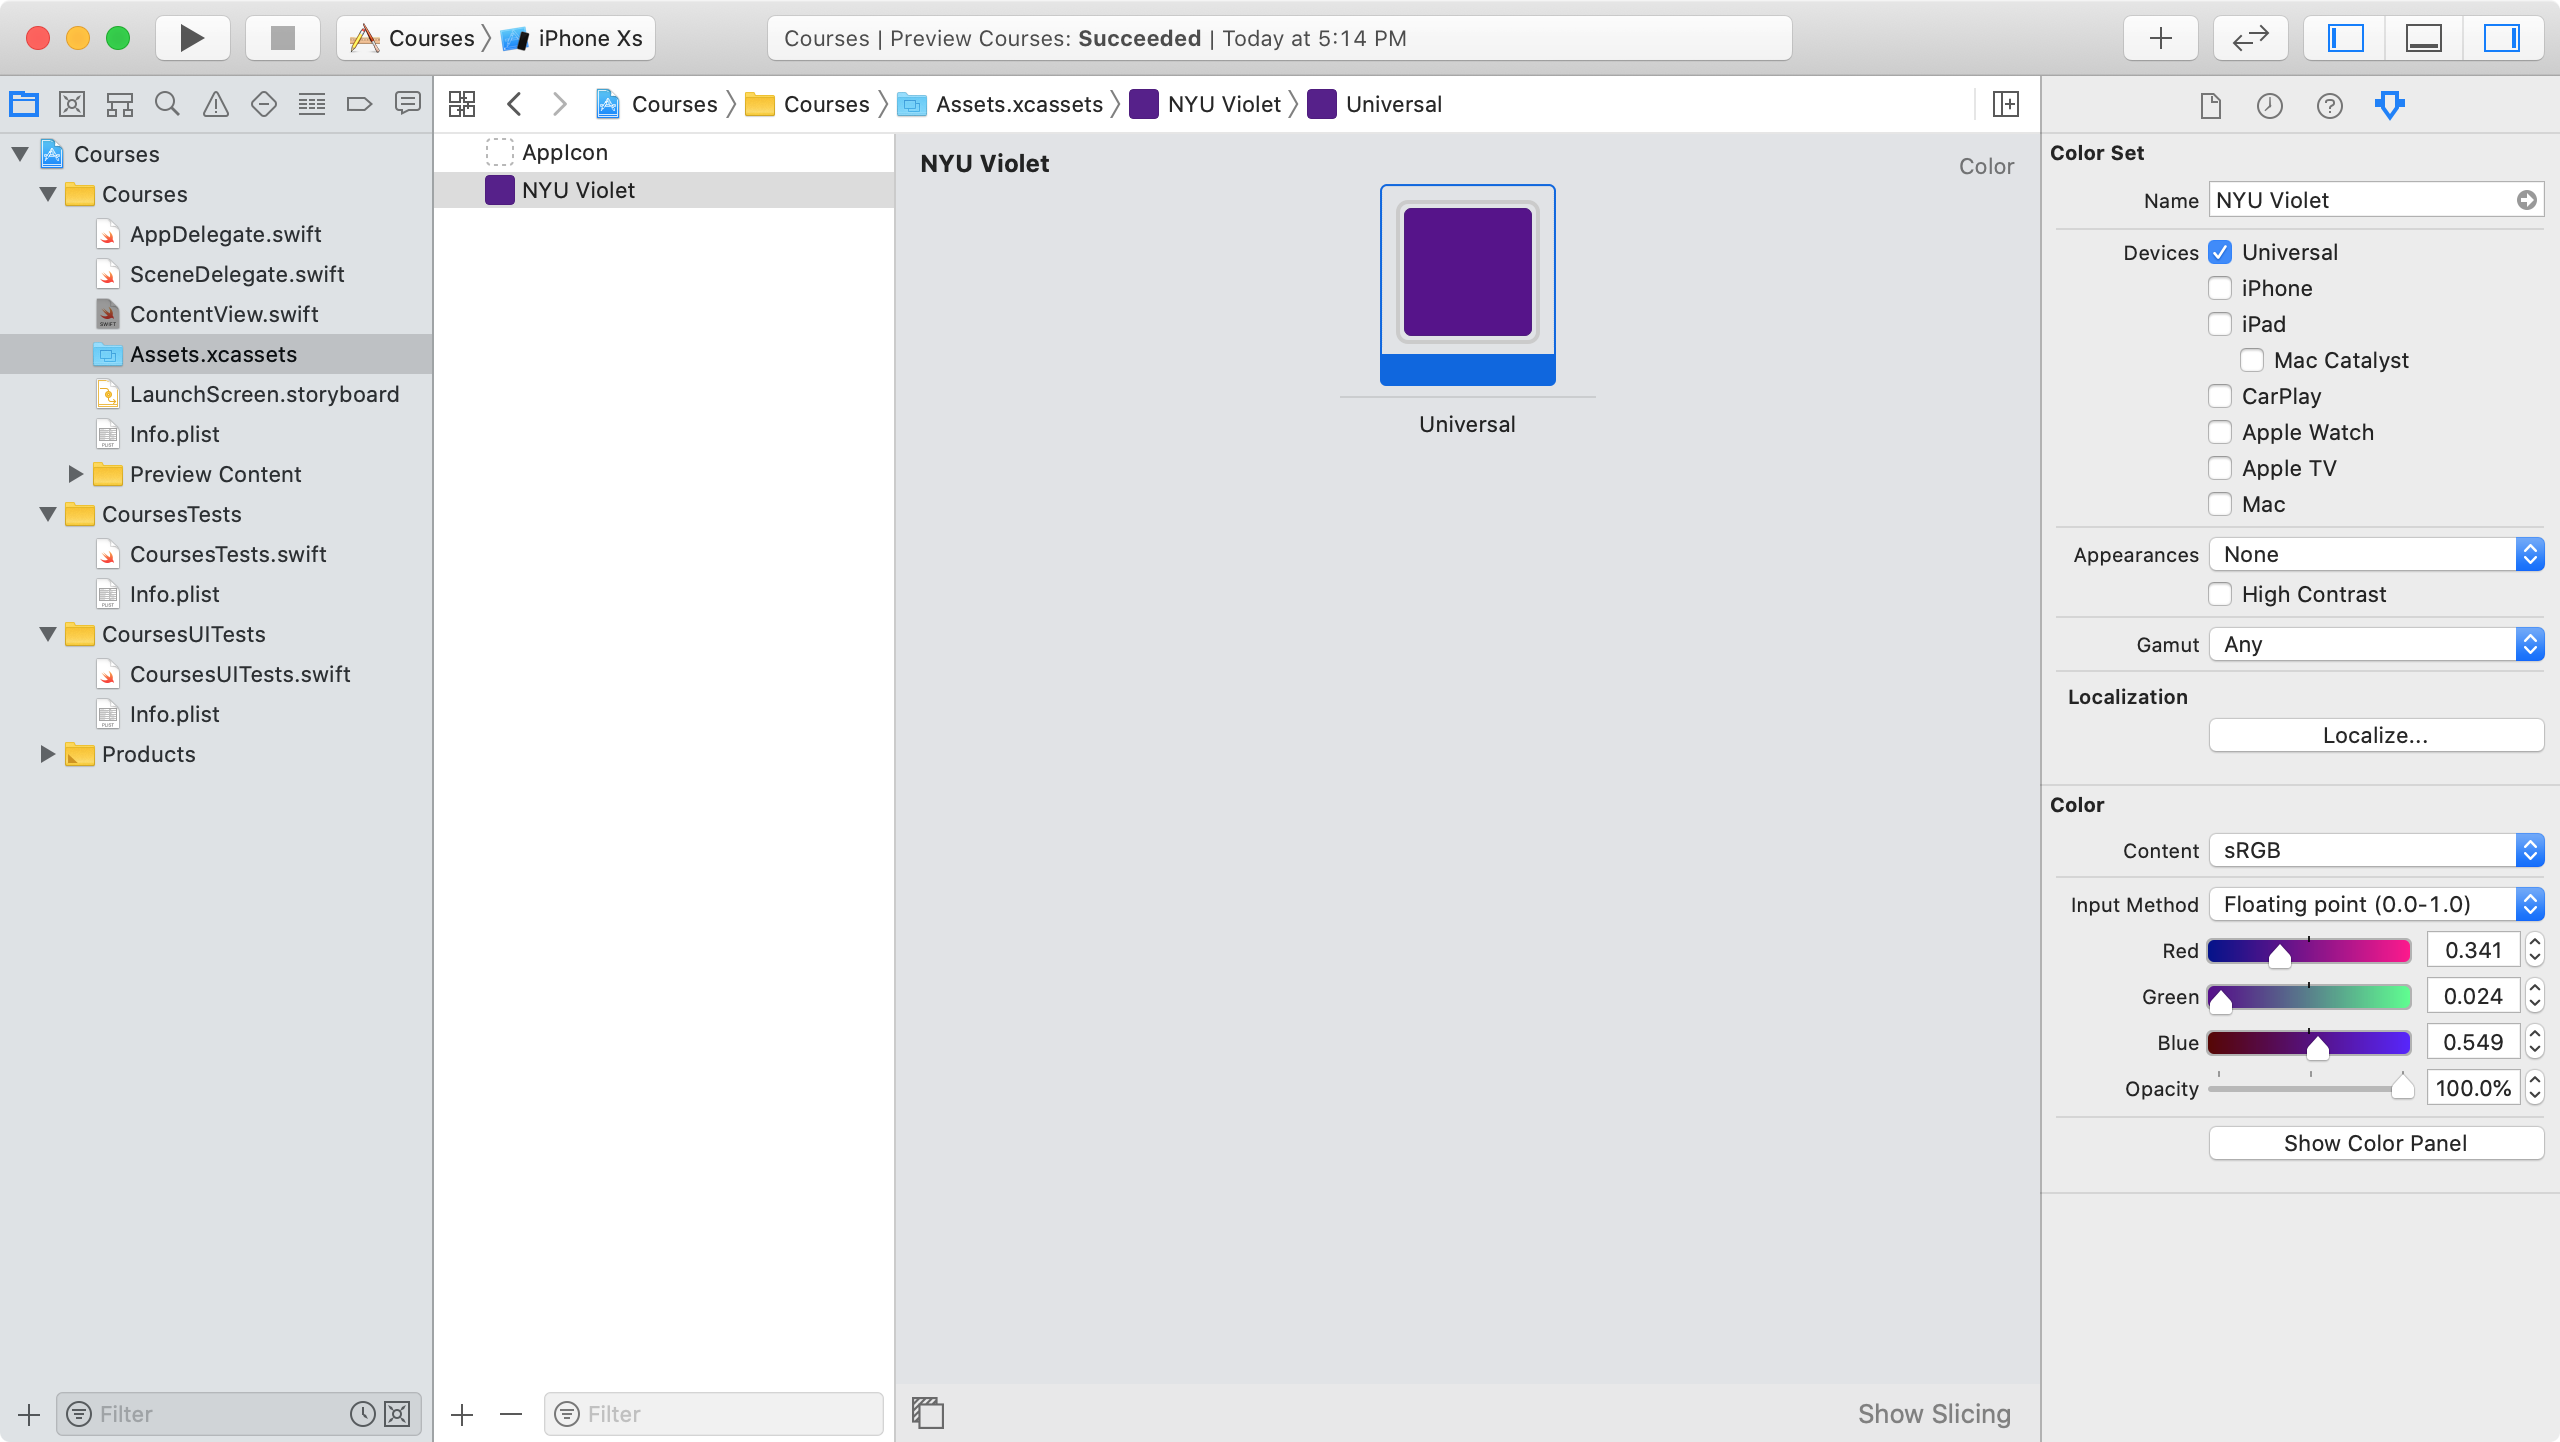 Courses
iPhone Xs
Courses | Preview Courses: Succeeded | Today at 5:14 PM
Courses
Courses
Assets.xcassets
NYU Violet
Universal
Courses
Courses
AppDelegate.swift
SceneDelegate.swift
ContentView.swift
Assets.xcassets
LaunchScreen.storyboard
Info.plist
Preview Content
CoursesTests
CoursesTests.swift
Info.plist
CoursesUITests
CoursesUITests.swift
Info.plist
Products
Filter
AppIcon
NYU Violet
Filter
NYU Violet
Color
Universal
Show Slicing
Color Set
Name NYU Violet
Devices Universal
iPhone
iPad
Mac Catalyst
CarPlay
Apple Watch
Apple TV
Mac
Appearances None
High Contrast
Gamut Any
Localization
Localize...
Color
Content sRGB
Input Method Floating point (0.0-1.0)
Red 0.341
Green 0.024
Blue 0.549
Opacity 100.0%
Show Color Panel